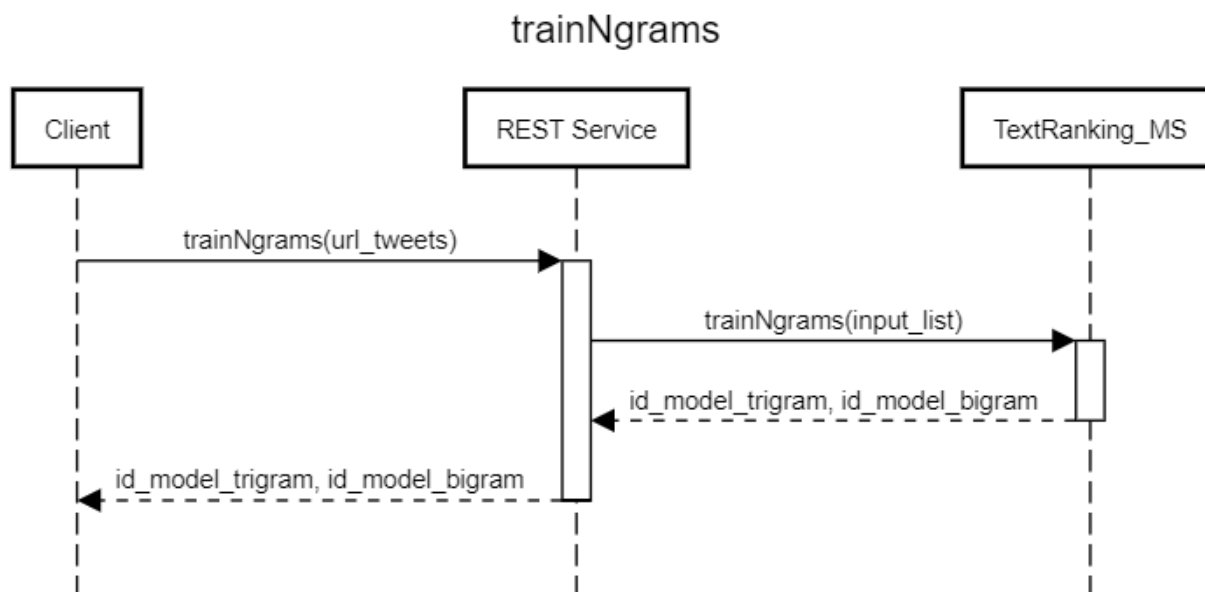 trainNgrams
Client
REST Service
TextRanking_MS
trainNgrams(url_tweets)
trainNgrams(input_list)
id_model_trigram, id_model_bigram
id_model_trigram, id_model_bigram